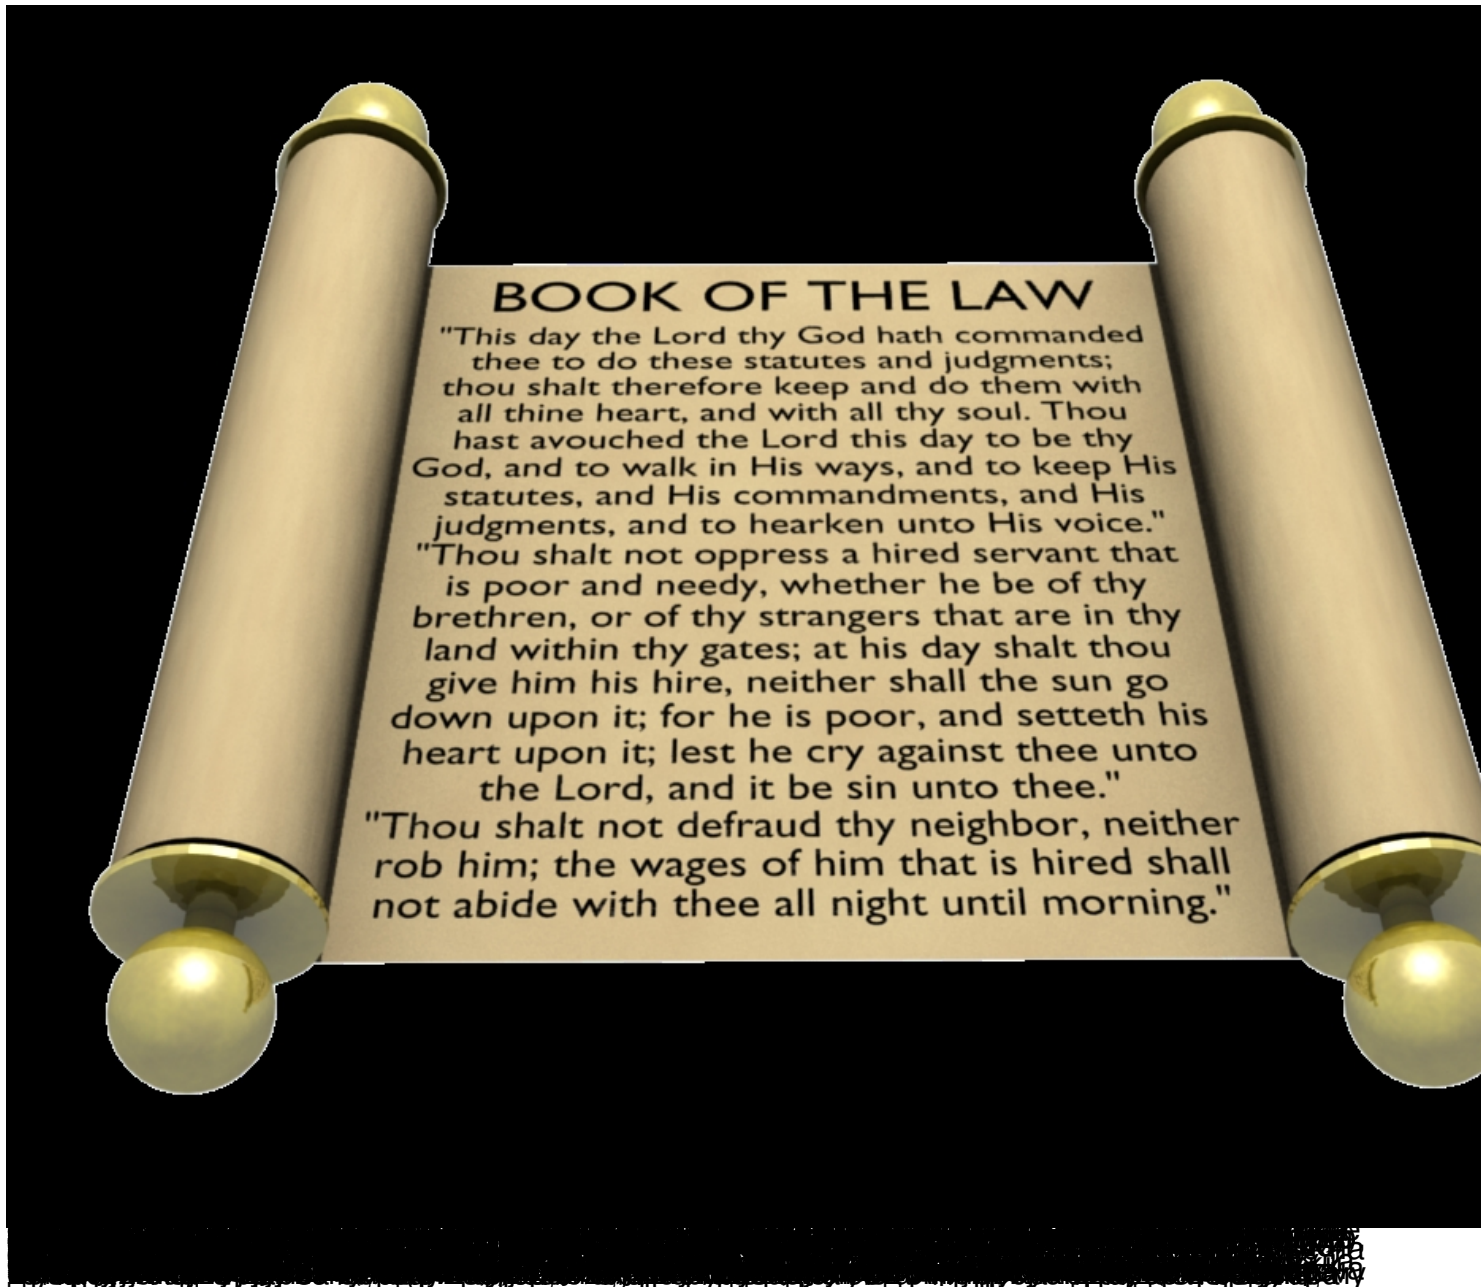 BOOK OF THE LAW
"This day the Lord thy God hath commanded
thee to do these statutes and judgments;
thou shalt therefore keep and do them with
all thine heart, and with all thy soul. Thou
hast avouched the Lord this day to be thy
God, and to walk in His ways, and to keep His
statutes, and His commandments, and His
judgments, and to hearken unto His voice."
"Thou shalt not oppress a hired servant that
is poor and needy, whether he be of thy
brethren, or of thy strangers that are in thy
land within thy gates; at his day shalt thou
give him his hire, neither shall the sun go
down upon it; for he is poor, and setteth his
heart upon it; lest he cry against thee unto
the Lord, and it be sin unto thee."
"Thou shalt not defraud thy neighbor, neither
rob him; the wages of him that is hired shall
not abide with thee all night until morning."